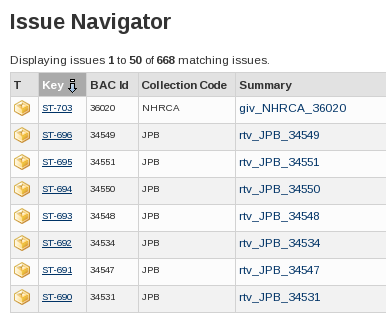 Issue Navigator
Displaying issues 1 to 50 of 668 matching issues.
T Key BAC Id Collection Code Summary
ST-703 36020 NHRCA giv_NHRCA_36020
ST-696 34549 JPB rtv_JPB_34549
ST-695 34551 JPB rtv_JPB_34551
ST-694 34550 JPB rtv_JPB_34550
ST-693 34548 JPB rtv_JPB_34548
ST-692 34534 JPB rtv_JPB_34534
ST-691 34547 JPB rtv_JPB_34547
ST-690 34531 JPB rtv_JPB_34531